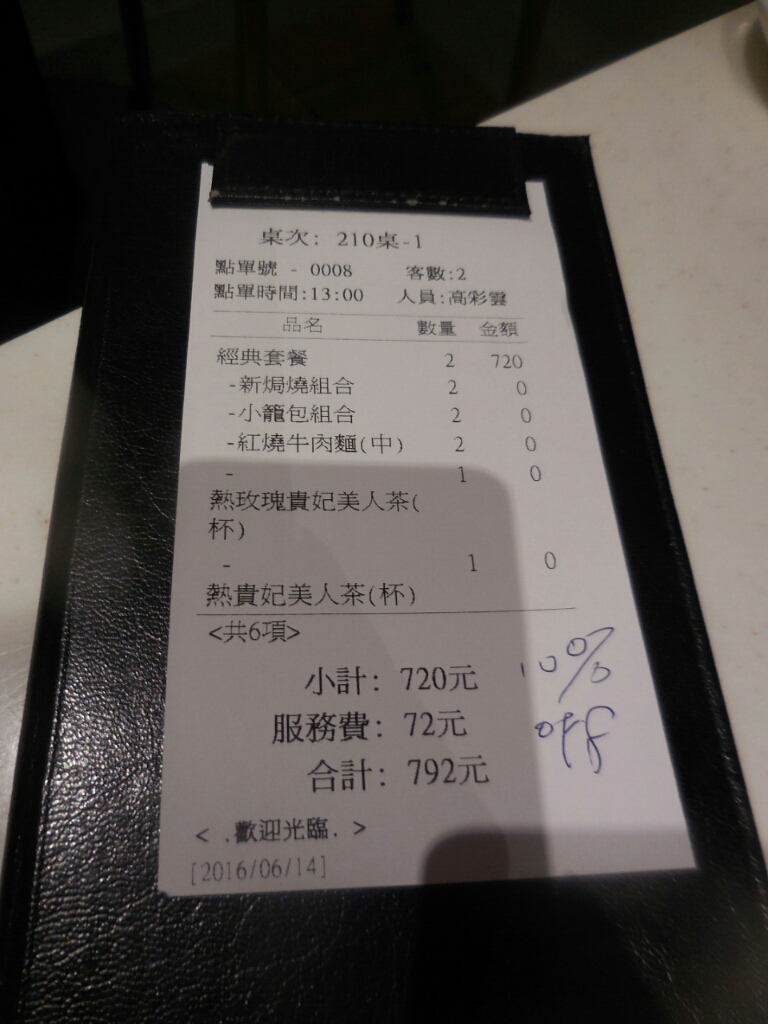 桌次: 210桌-1
點單號 - 0008 客數:2
點單時間:13:00 人員:高彩雲
品名 數量 金額
經典套餐 2 720
-新焗燒組合 2 0
-小籠包組合 2 0
-紅燒牛肉麵(中) 2 0
- 1 0
熱玫瑰貴妃美人茶(
杯)
- 1 0
熱貴妃美人茶(杯)
<共6項>
小計: 720元 10%
服務費: 72元 off
合計: 792元
< .歡迎光臨. >
[2016/06/14]